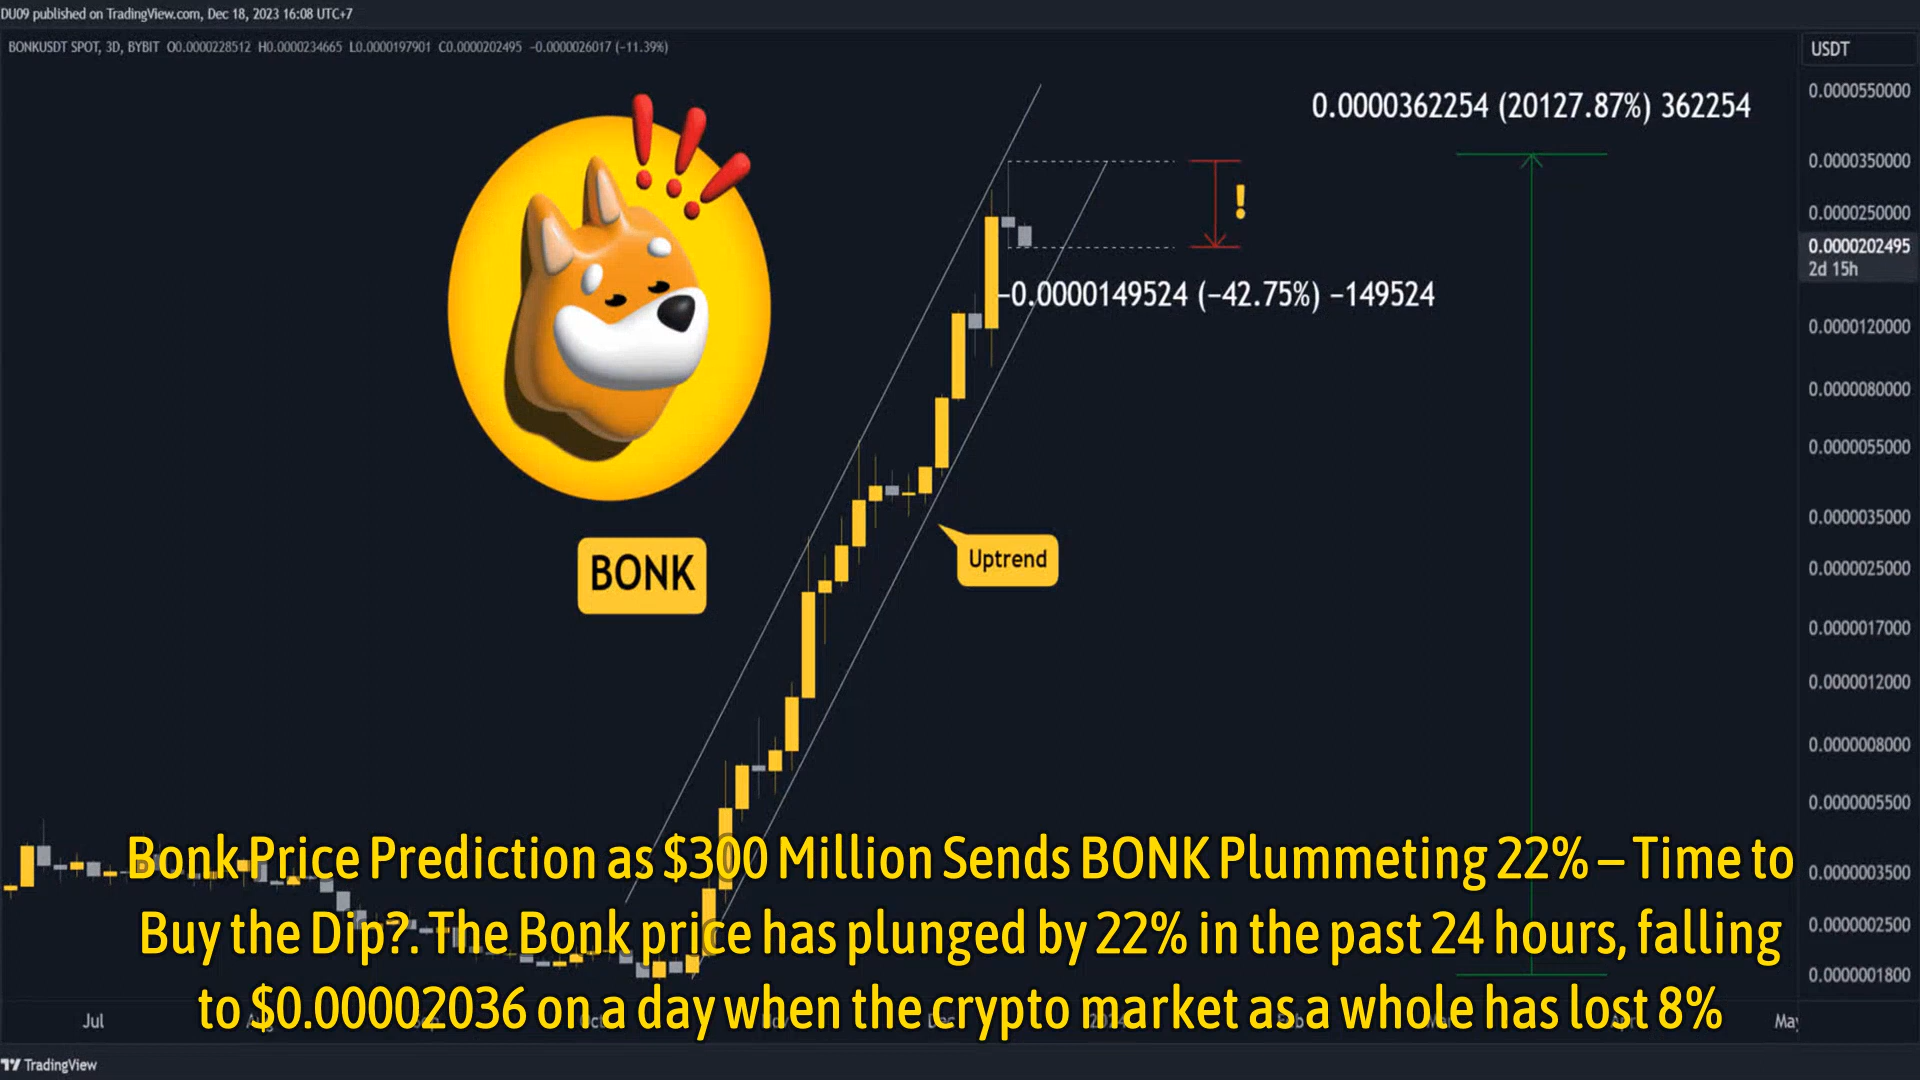 DU09 published on TradingView.com, Dec 18, 2023 16:08 UTC+7
BONKUSDT SPOT, 3D, BYBIT O0.0000228512 H0.0000234665 L0.0000197901 C0.0000202495 −0.0000026017 (−11.39%)
USDT
0.0000550000
0.0000362254 (20127.87%) 362254
0.0000350000
!
0.0000250000
0.0000202495
2d 15h
−0.0000149524 (−42.75%) −149524
0.0000120000
0.0000080000
0.0000055000
0.0000035000
Uptrend
BONK
0.0000025000
0.0000017000
0.0000012000
0.0000008000
0.0000005500
Bonk Price Prediction as $300 Million Sends BONK Plummeting 22% – Time to
0.0000003500
Buy the Dip?. The Bonk price has plunged by 22% in the past 24 hours, falling
0.0000002500
0.0000001800
to $0.00002036 on a day when the crypto market as a whole has lost 8%
Jul
TradingView